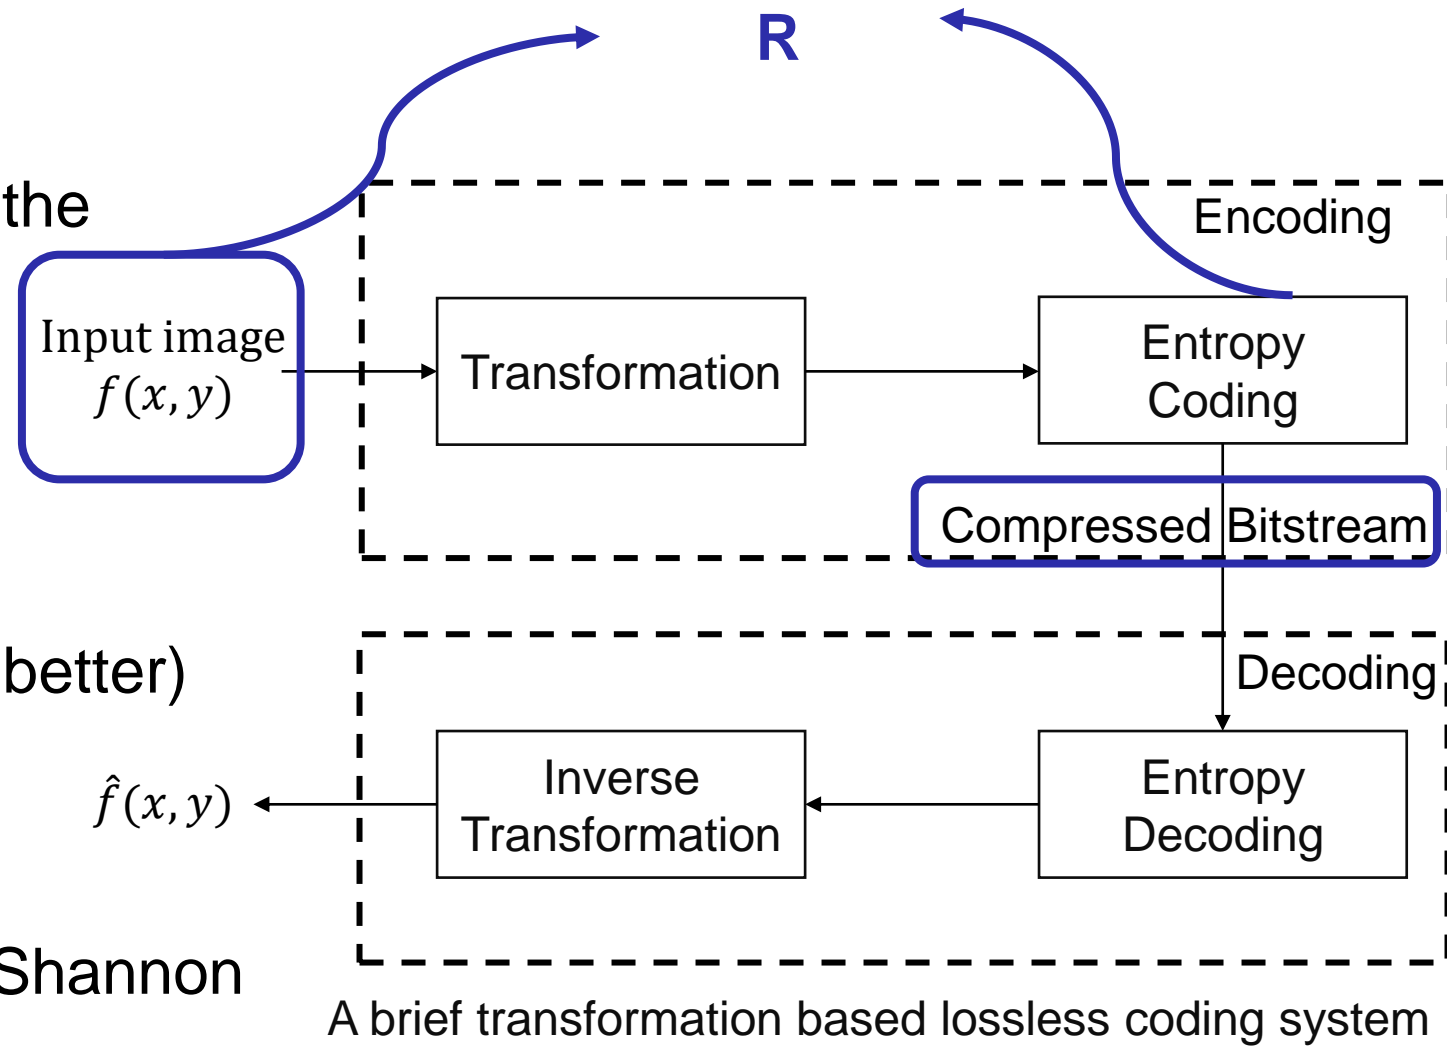 R
the
Encoding
Input image
f(x, y)
Transformation
Entropy
Coding
Compressed Bitstream
better)
Decoding
f̂(x, y)
Inverse
Transformation
Entropy
Decoding
Shannon
A brief transformation based lossless coding system